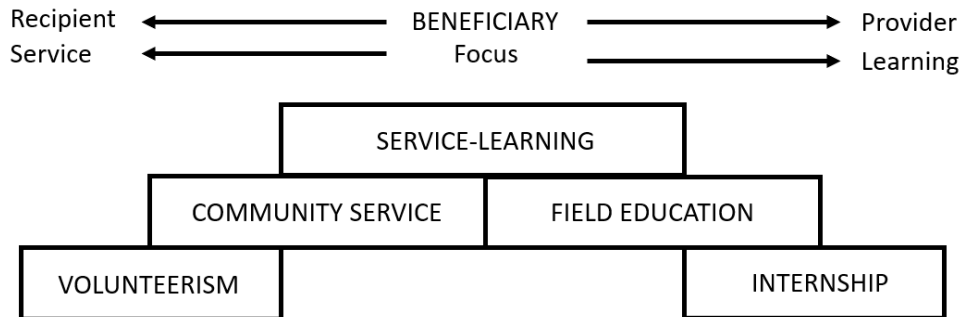 Recipient BENEFICIARY Provider
Service Focus Learning
SERVICE-LEARNING
COMMUNITY SERVICE FIELD EDUCATION
VOLUNTEERISM INTERNSHIP